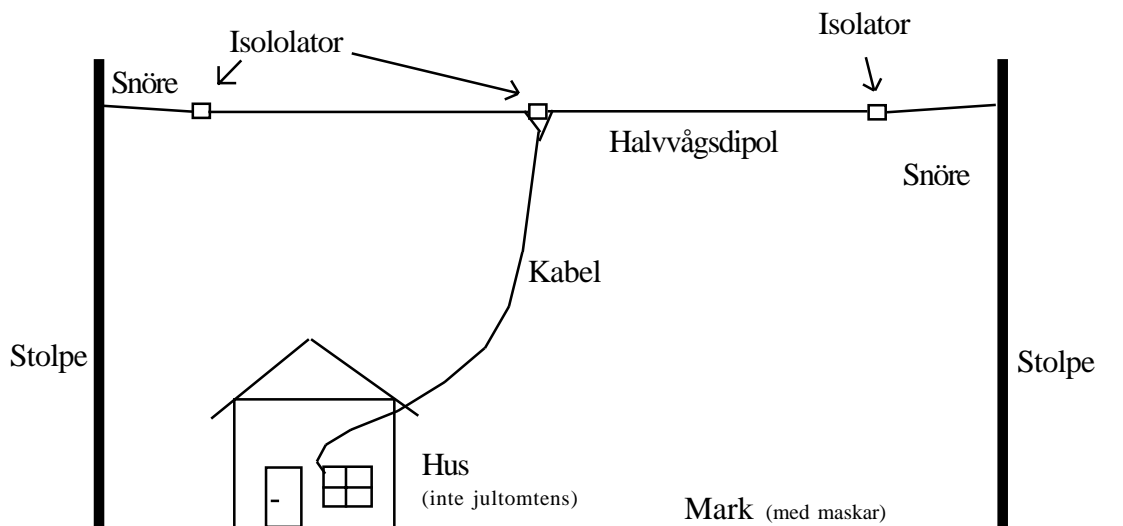 Isololator
Isolator
Snöre
Halvvågsdipol
Snöre
Kabel
Stolpe
Stolpe
Hus
(inte jultomtens)
Mark (med maskar)